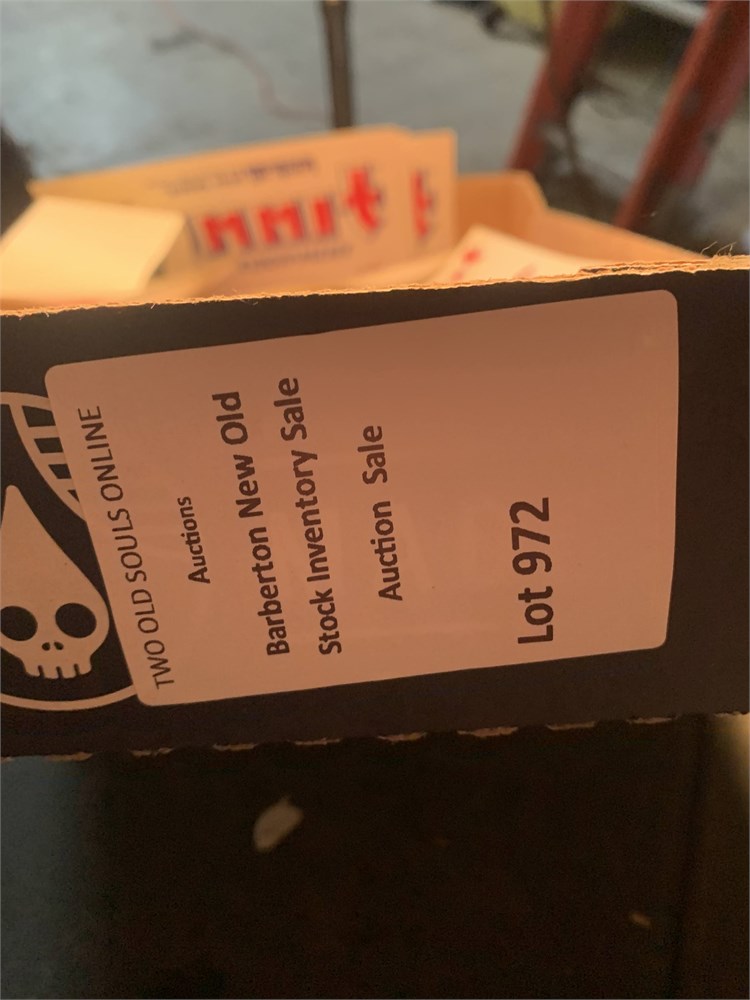 TWO OLD SOULS ONLINE
Auctions
Barberton New Old
Stock Inventory Sale
Auction Sale
Lot 972